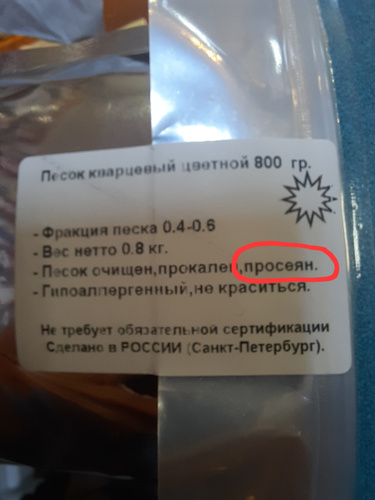 Песок кварцевый цветной 800 гр.
- Фракция песка 0.4-0.6
- Вес нетто 0.8 кг.
- Песок очищен,прокален,просеян.
- Гипоаллергенный,не краситься.
Не требует обязательной сертификации
Сделано в РОССИИ (Санкт-Петербург).